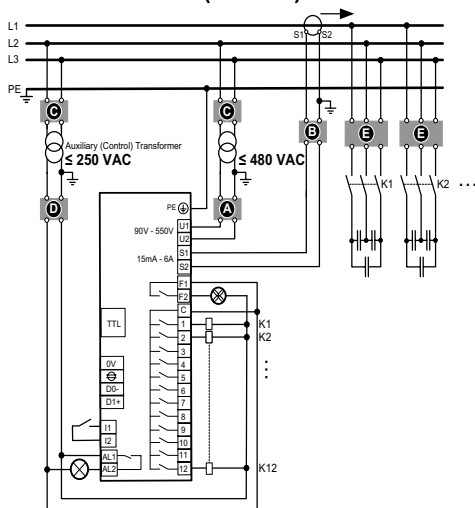 S1 S2
L1
L2
L3
PE
C C B E E
Auxiliary (Control) Transformer
≤ 250 VAC ≤ 480 VAC
K1 K2 ...
D A
PE
90V - 550V U1
U2
15mA - 6A S1
S2
F1
F2
C
TTL 1 K1
2 K2
3
4
0V 5
D0- 6
D1+ 7
8
I1 9
I2 10
AL1 11
AL2 12 K12